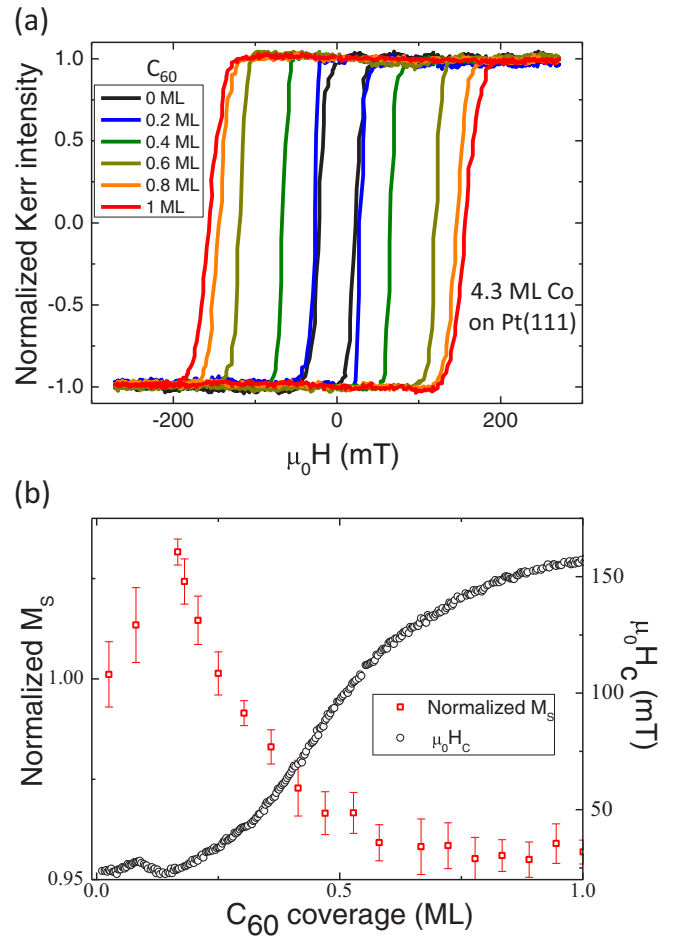 (a)
Normalized Kerr intensity
1.0
0.5
0.0
-0.5
-1.0
C60
0 ML
0.2 ML
0.4 ML
0.6 ML
0.8 ML
1 ML
4.3 ML Co
on Pt(111)
-200
0
200
μ0H (mT)
(b)
Normalized MS
1.00
0.95
150
100
50
μ0HC (mT)
Normalized MS
μ0HC
0.0
0.5
1.0
C60 coverage (ML)